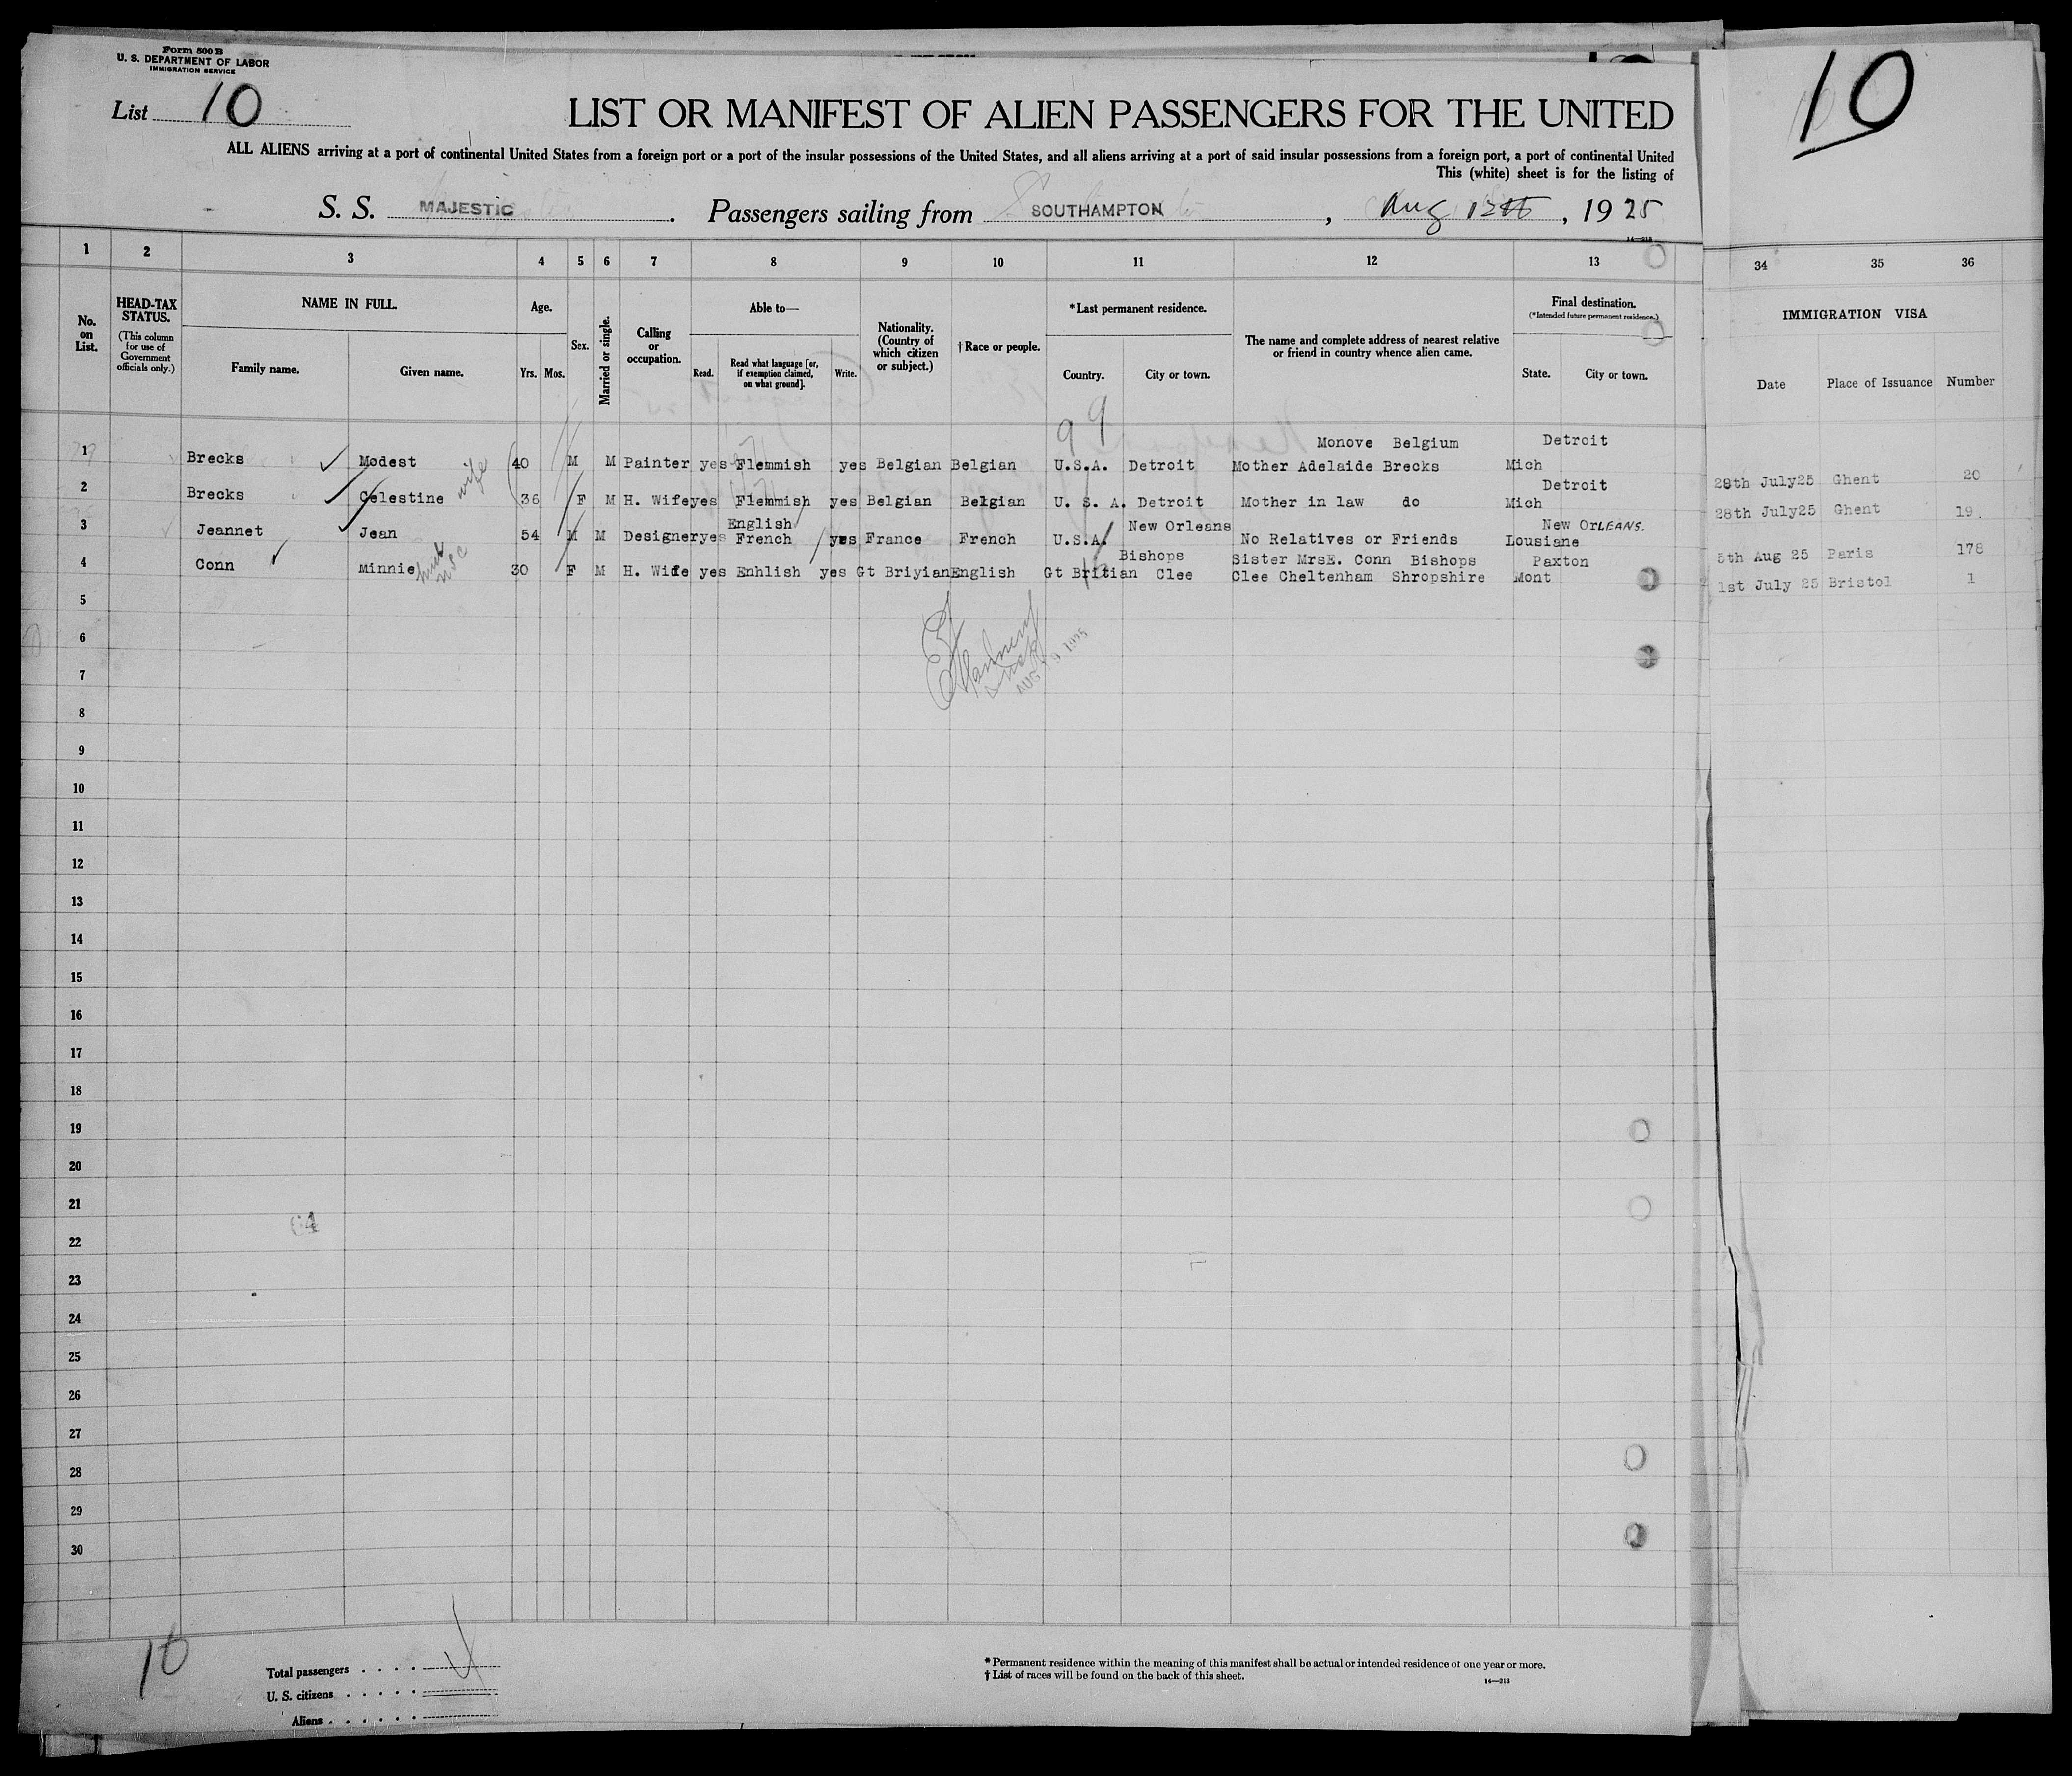 Form 500 B
U. S. DEPARTMENT OF LABOR
IMMIGRATION SERVICE
List 10
10
LIST OR MANIFEST OF ALIEN PASSENGERS FOR THE UNITED
ALL ALIENS arriving at a port of continental United States from a foreign port or a port of the insular possessions of the United States, and all aliens arriving at a port of said insular possessions from a foreign port, a port of continental United
This (white) sheet is for the listing of
S. S. MAJESTIC. Passengers sailing from SOUTHAMPTON, Aug 12th, 1925
14—213
1 2 3 4 5 6 7 8 9 10 11 12 13 34 35 36
No. on List.
HEAD-TAX STATUS.
(This column for use of Government officials only.)
NAME IN FULL.
Family name. Given name.
Age.
Yrs. Mos.
Sex.
Married or single.
Calling or occupation.
Able to—
Read. Read what language [or, if exemption claimed, on what ground]. Write.
Nationality. (Country of which citizen or subject.)
†Race or people.
*Last permanent residence.
Country. City or town.
The name and complete address of nearest relative or friend in country whence alien came.
Final destination.
(*Intended future permanent residence.)
State. City or town.
IMMIGRATION VISA
Date Place of Issuance Number
99
Monove Belgium Detroit
1 Brecks Modest 40 M M Painter yes Flemmish yes Belgian Belgian U.S.A. Detroit Mother Adelaide Brecks Mich 28th July25 Ghent 20
wife
Detroit
2 Brecks Celestine 36 F M H. Wife yes Flemmish yes Belgian Belgian U. S. A. Detroit Mother in law do Mich 28th July25 Ghent 19.
English New Orleans New OrLEANS.
3 Jeannet Jean 54 M M Designer yes French yes France French U.S.A. No Relatives or Friends Lousiane 5th Aug 25 Paris 178
Bishops Sister MrsE. Conn Bishops Paxton
4 Conn Minnie 30 F M H. Wide yes Enhlish yes Gt Briyian English Gt Britian Clee Clee Cheltenham Shropshire Mont 1st July 25 Bristol 1
5
6
7
AUG 19 1925
8
9
10
11
12
13
14
15
16
17
18
19
20
21
22
23
24
25
26
27
28
29
30
10
Total passengers . . . .
U. S. citizens . . . . .
Aliens . . . . . .
* Permanent residence within the meaning of this manifest shall be actual or intended residence of one year or more.
† List of races will be found on the back of this sheet.
14—213